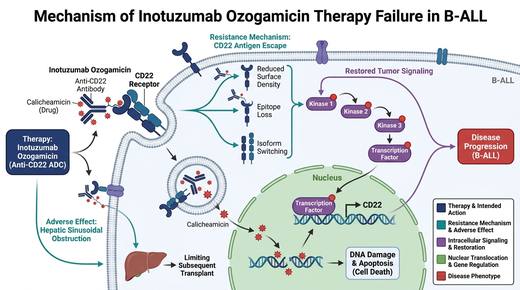 Mechanism of Inotuzumab Ozogamicin Therapy Failure in B-ALL
Resistance Mechanism:
CD22 Antigen Escape
Inotuzumab Ozogamicin
Anti-CD22
Antibody
CD22
Receptor
Calicheamicin
(Drug)
Reduced
Surface
Density
Epitope
Loss
Isoform
Switching
Restored Tumor Signaling
B-ALL
Kinase 1
Kinase 2
Kinase 3
Transcription
Factor
Therapy:
Inotuzumab
Ozogamicin
(Anti-CD22 ADC)
Disease
Progression
(B-ALL)
Nucleus
Transcription
Factor
CD22
Calicheamicin
Adverse Effect:
Hepatic Sinusoidal
Obstruction
Limiting
Subsequent
Transplant
DNA Damage
& Apoptosis
(Cell Death)
Therapy & Intended
Action
Resistance Mechanism
& Adverse Effect
Intracellular Signaling
& Restoration
Nuclear Translocation
& Gene Regulation
Disease Phenotype